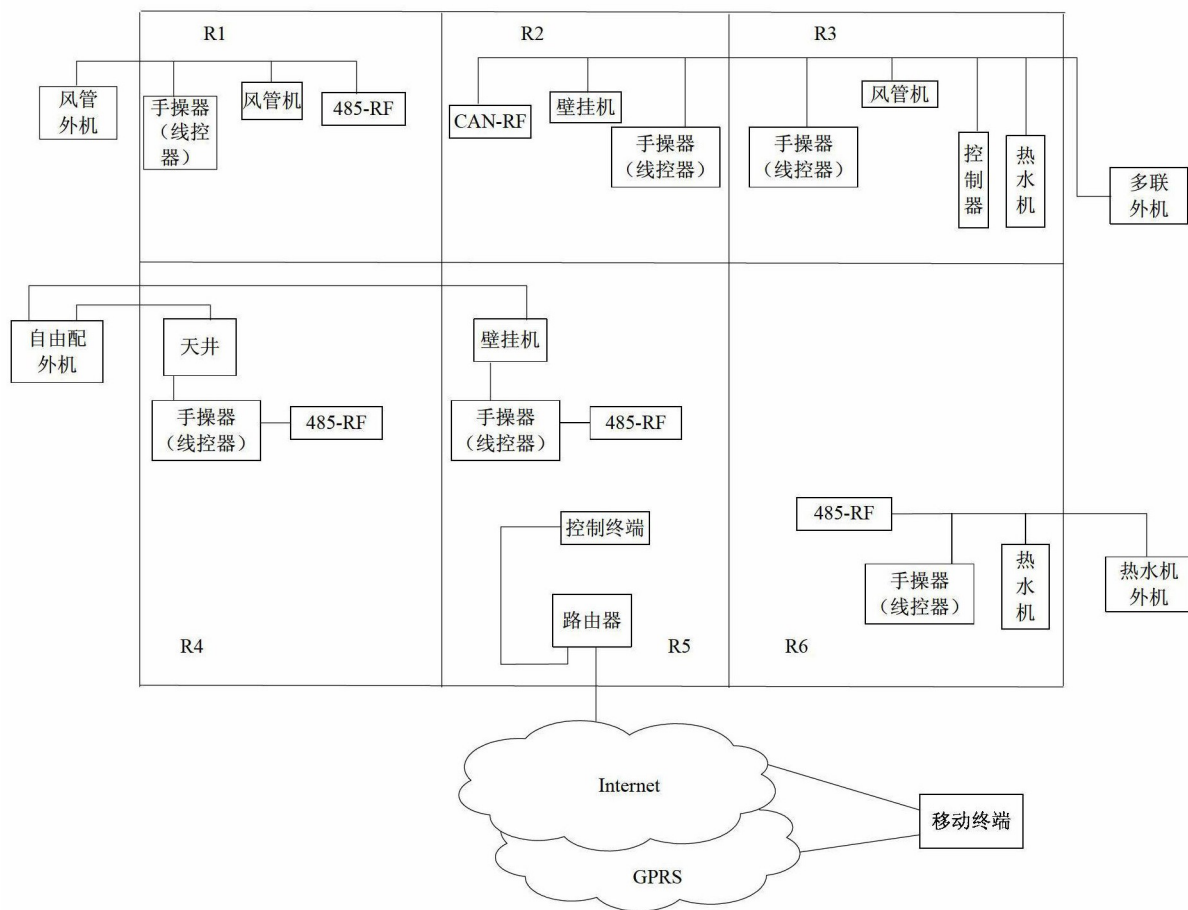 R1
R2
R3
风管
外机
手操器
（线控
器）
风管机
485-RF
CAN-RF
壁挂机
手操器
（线控器）
手操器
（线控器）
风管机
控
制
器
热
水
机
多联
外机
自由配
外机
天井
手操器
（线控器）
485-RF
壁挂机
手操器
（线控器）
485-RF
控制终端
路由器
485-RF
手操器
（线控器）
热
水
机
热水机
外机
R4
R5
R6
Internet
GPRS
移动终端